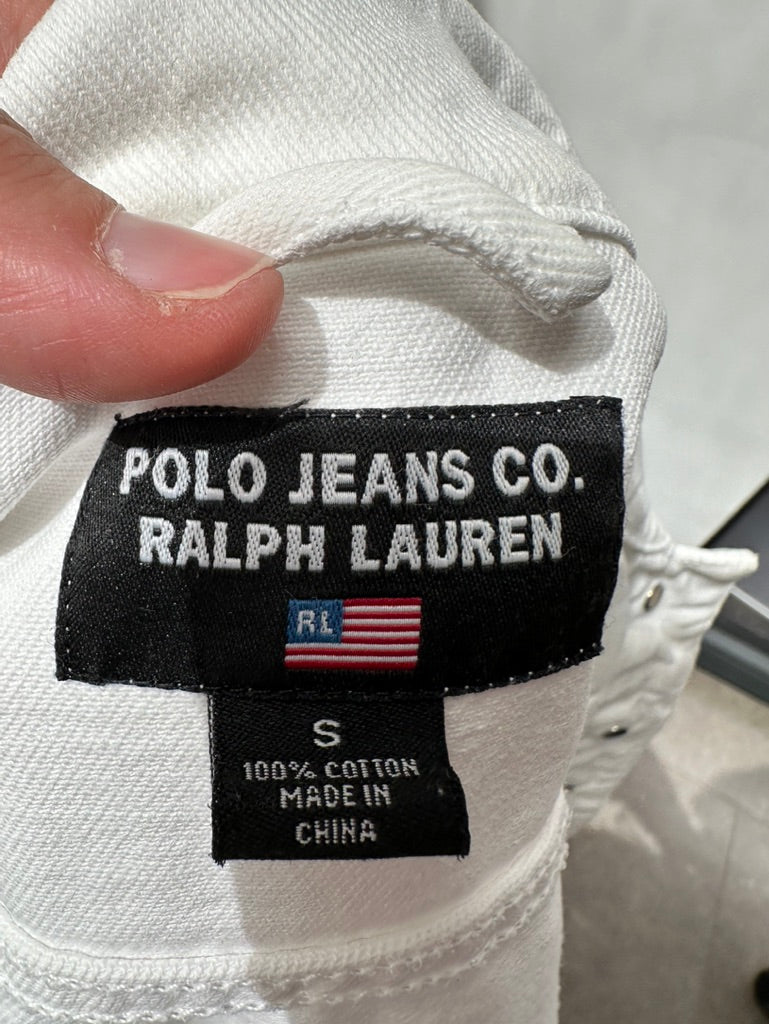 POLO JEANS CO.
RALPH LAUREN
RL
S
100% COTTON
MADE IN
CHINA